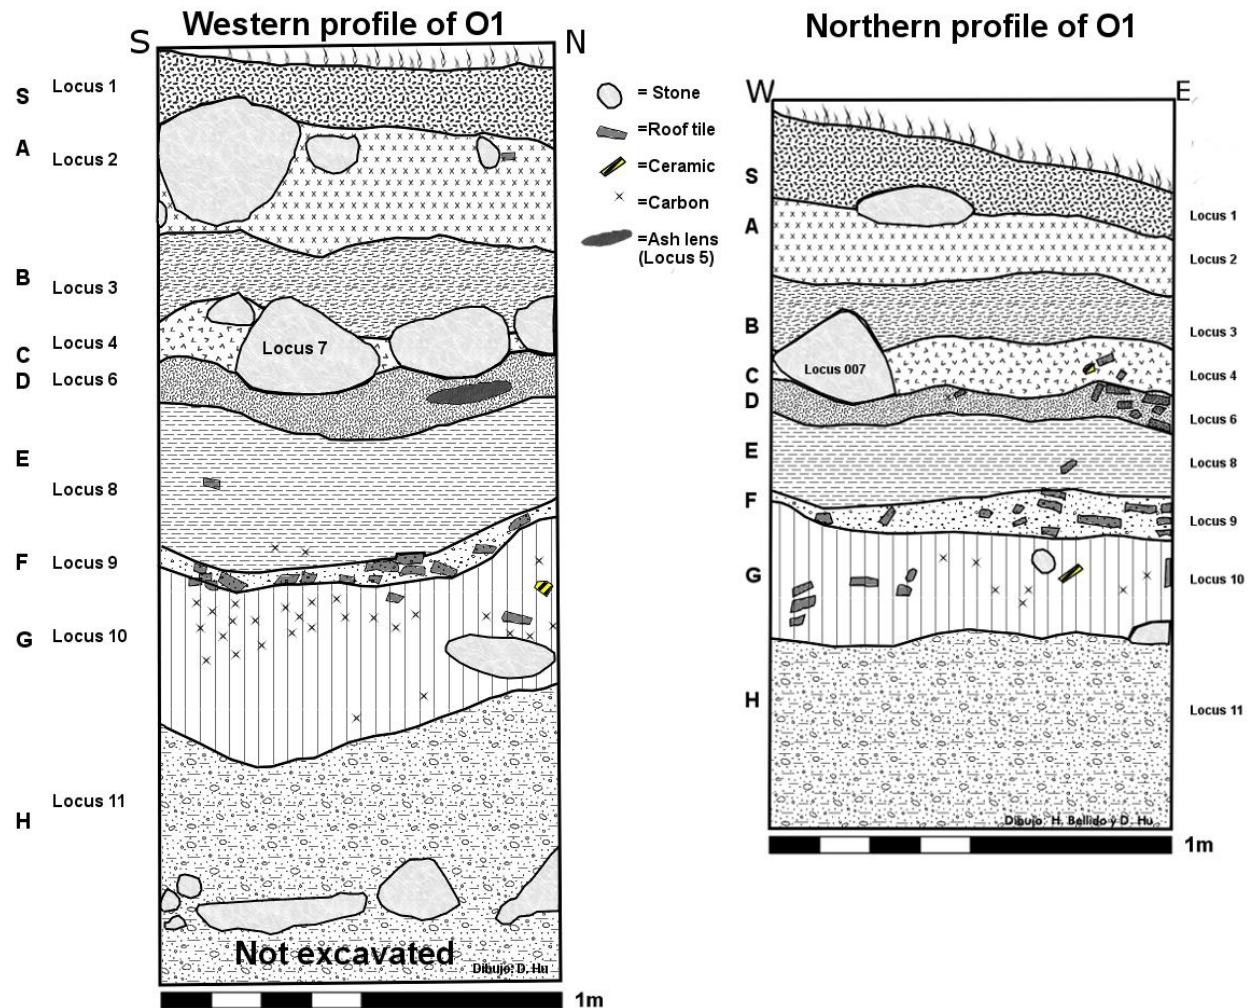 Western profile of O1
S
N
S
Locus 1
A
Locus 2
B
Locus 3
C
Locus 4
D
Locus 6
Locus 7
E
Locus 8
F
Locus 9
G
Locus 10
H
Locus 11
Not excavated
Dibujo: D. Hu
1m
= Stone
=Roof tile
=Ceramic
=Carbon
=Ash lens
(Locus 5)
Northern profile of O1
W
E
S
Locus 1
A
Locus 2
B
Locus 3
Locus 007
C
Locus 4
D
Locus 6
E
Locus 8
F
Locus 9
G
Locus 10
H
Locus 11
Dibujo: H. Bellido y D. Hu
1m